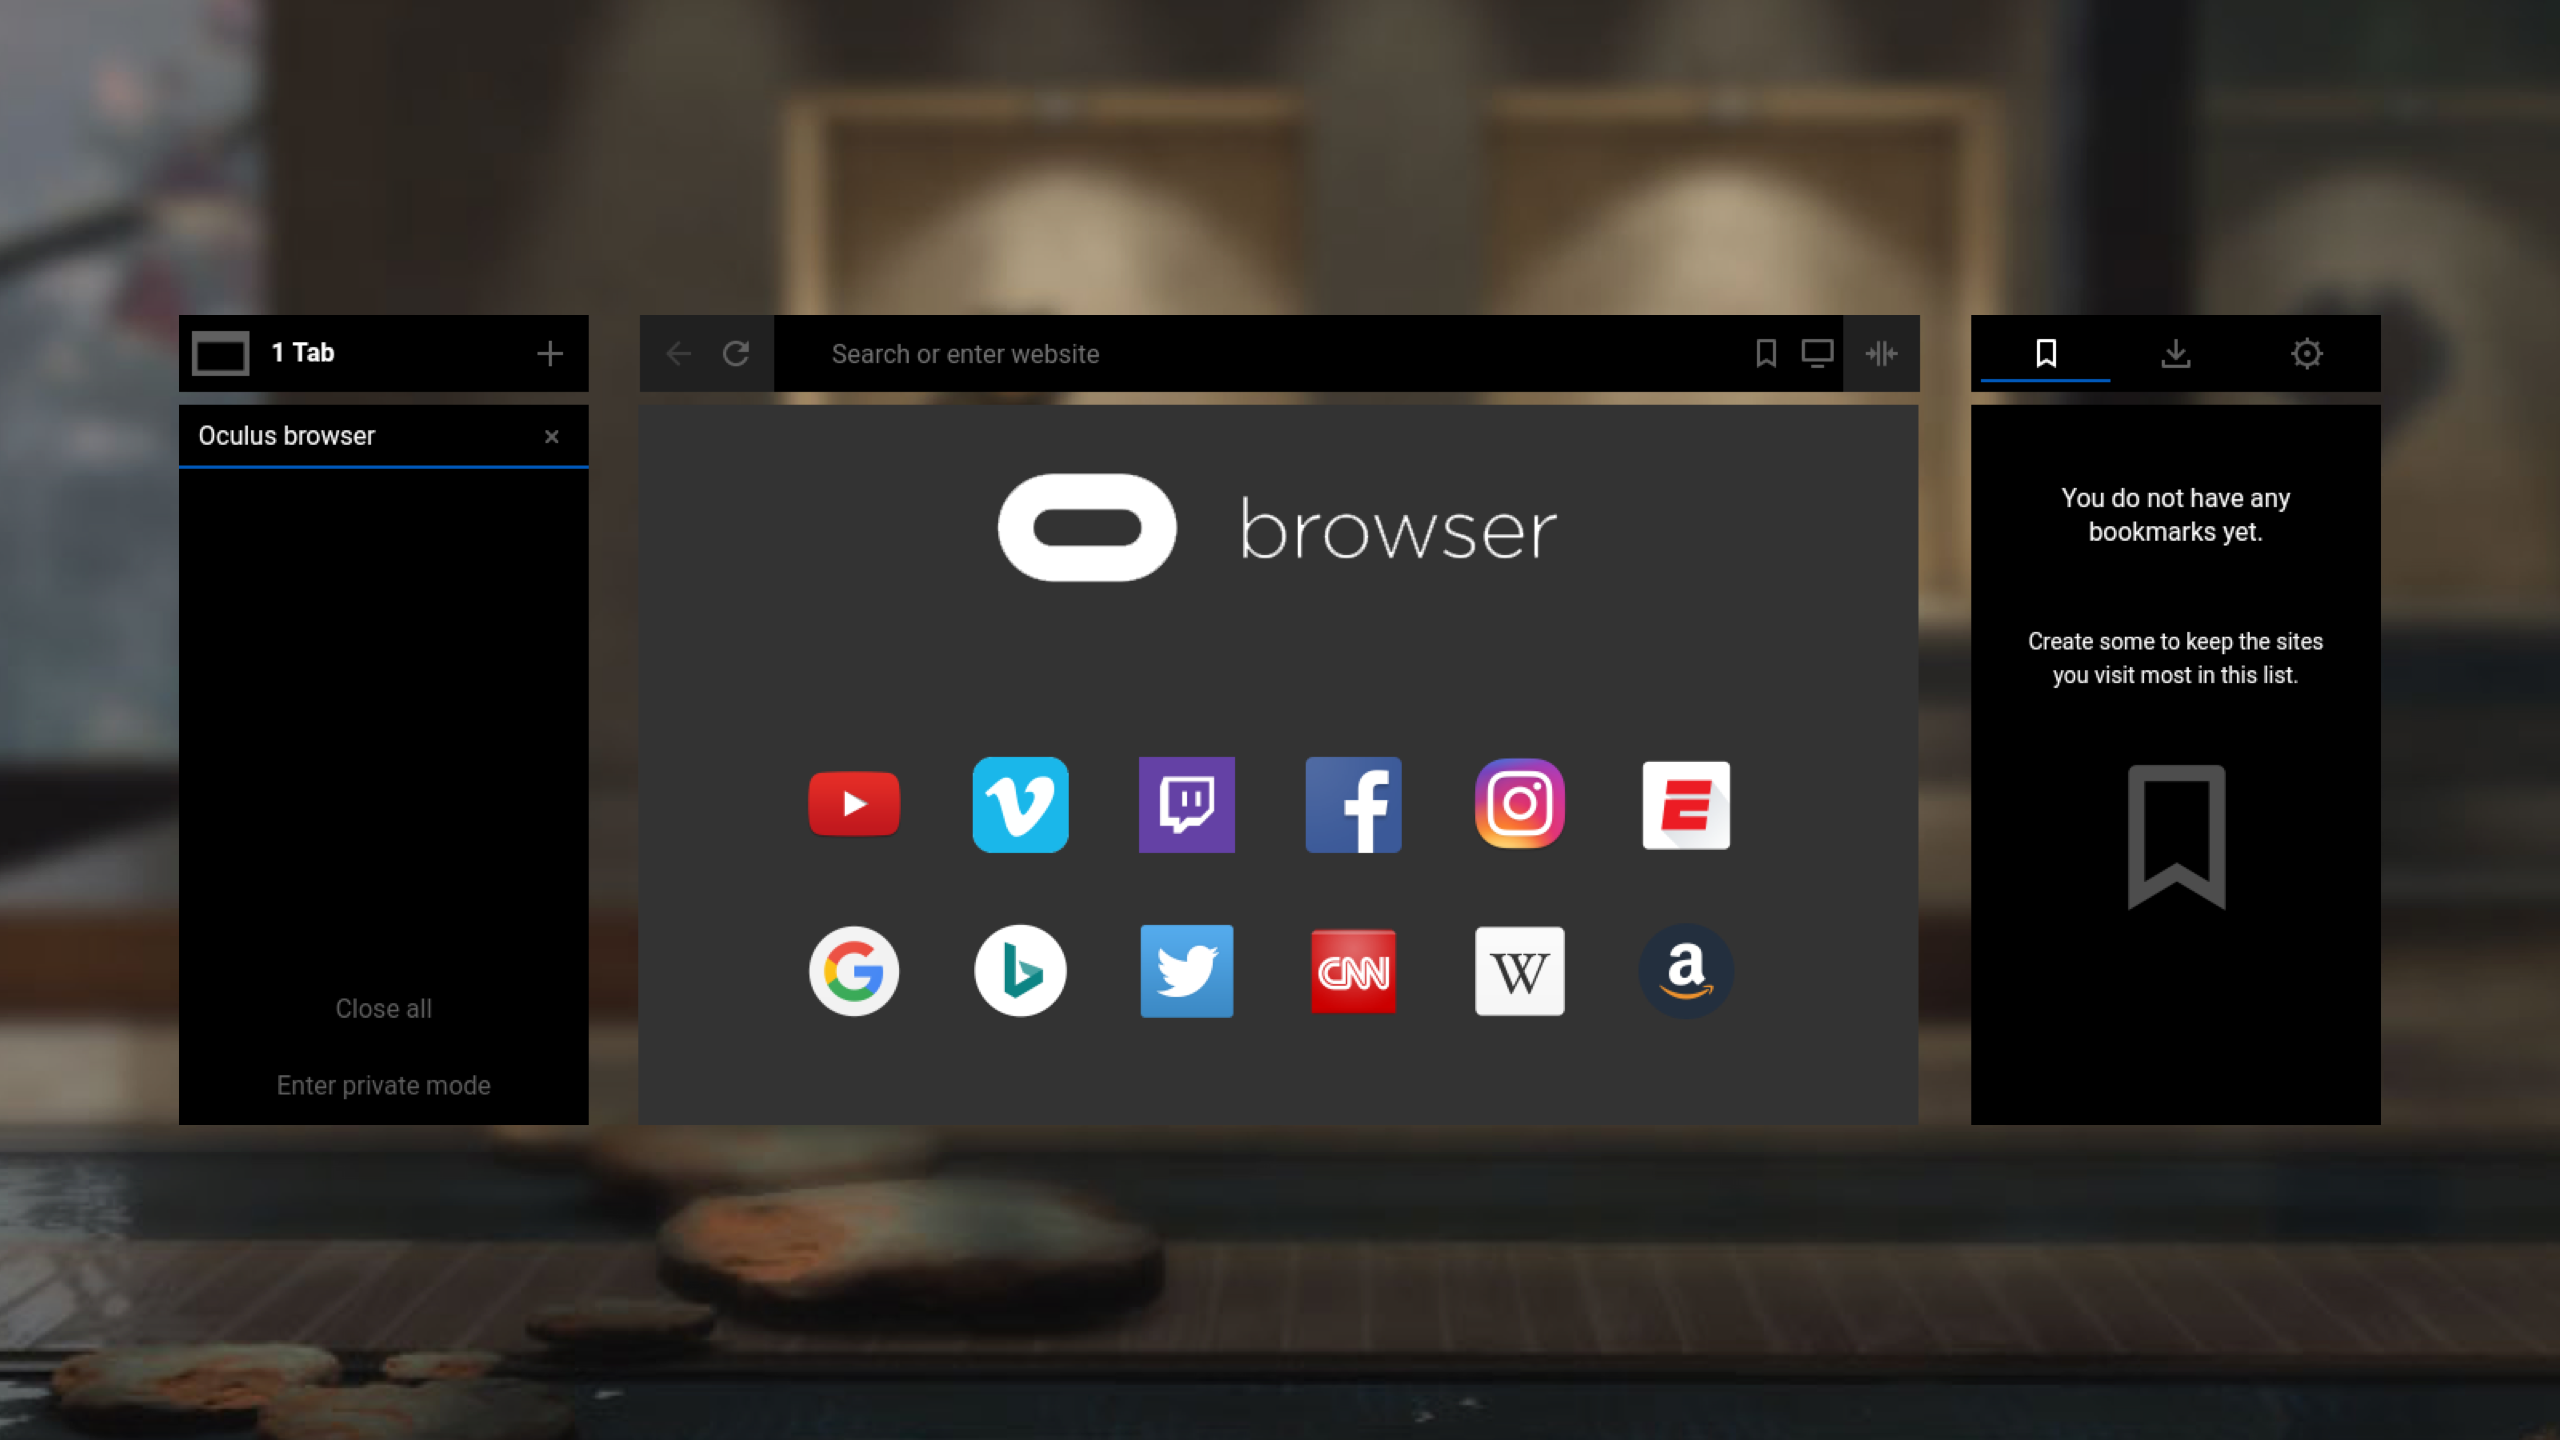 1 Tab
Search or enter website
Oculus browser
browser
You do not have any
bookmarks yet.
Create some to keep the sites
you visit most in this list.
CNN
W
a
Close all
Enter private mode